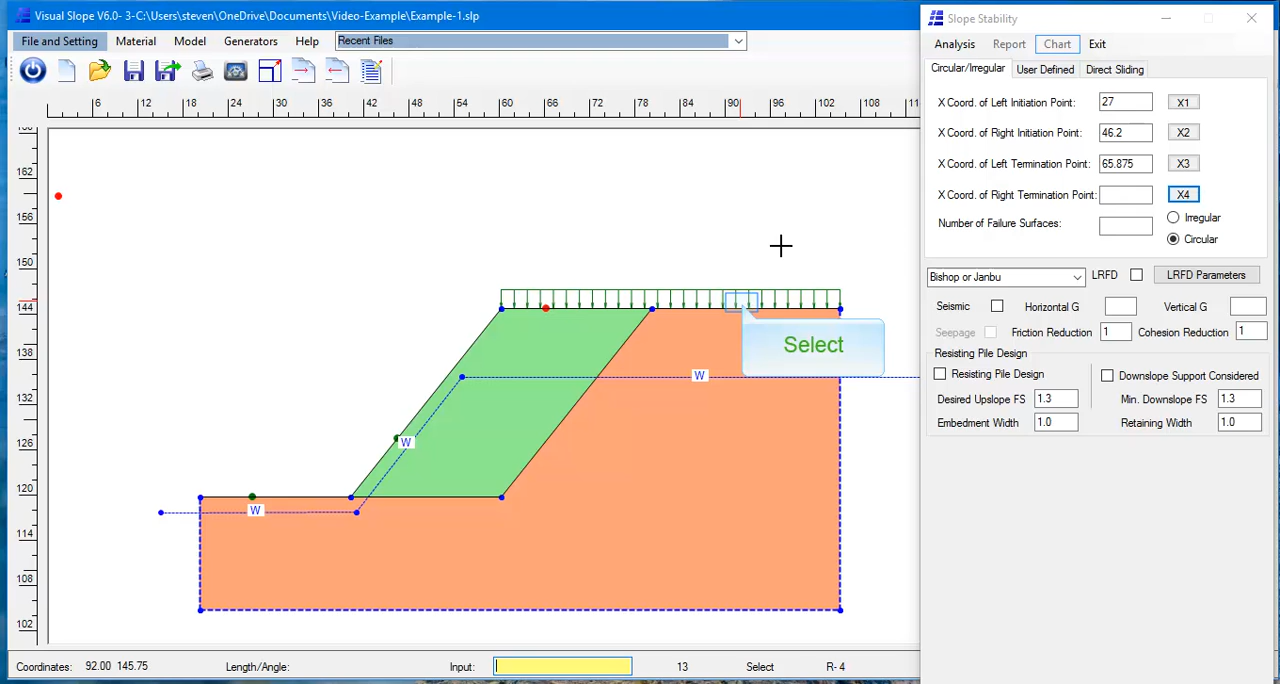 Visual Slope V6.0- 3-C:\Users\steven\OneDrive\Documents\Video-Example\Example-1.slp
File and Setting Material Model Generators Help Recent Files
6 12 18 24 30 36 42 48 54 60 66 72 78 84 90 96 102 108
162
156
150
144
138
132
126
120
114
108
102
W
W
W
Select
Coordinates: 92.00 145.75 Length/Angle: Input: 13 Select R- 4
Slope Stability
Analysis Report Chart Exit
Circular/Irregular User Defined Direct Sliding
X Coord. of Left Initiation Point: 27 X1
X Coord. of Right Initiation Point: 46.2 X2
X Coord. of Left Termination Point: 65.875 X3
X Coord. of Right Termination Point: X4
Number of Failure Surfaces: Irregular
Circular
Bishop or Janbu LRFD LRFD Parameters
Seismic Horizontal G Vertical G
Seepage Friction Reduction 1 Cohesion Reduction 1
Resisting Pile Design
Resisting Pile Design Downslope Support Considered
Desired Upslope FS 1.3 Min. Downslope FS 1.3
Embedment Width 1.0 Retaining Width 1.0